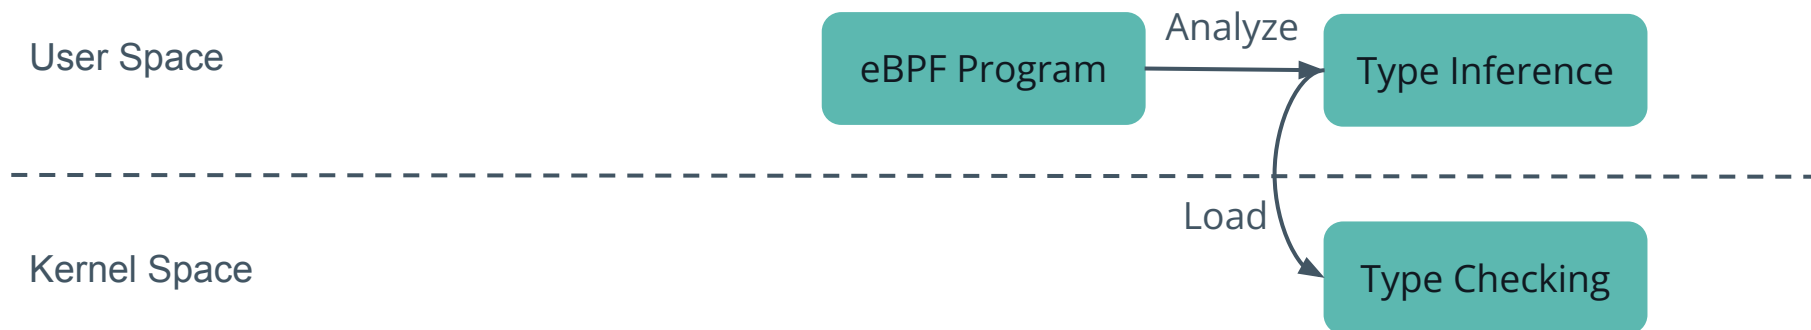 User Space
eBPF Program
Analyze
Type Inference
Load
Kernel Space
Type Checking